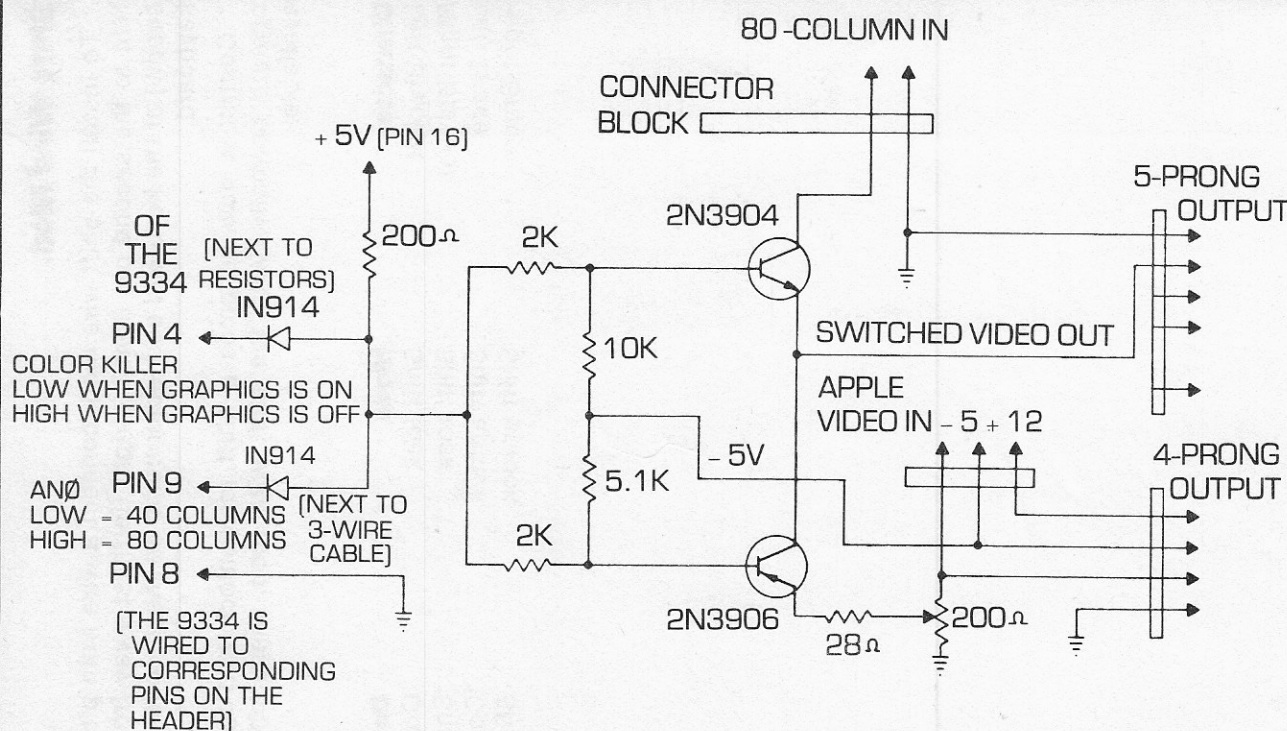 80-COLUMN IN
CONNECTOR
BLOCK
+ 5V (PIN 16)
5-PRONG
OUTPUT
2N3904
OF
THE
9334
(NEXT TO
RESISTORS)
200Ω
2K
IN914
PIN 4
10K
SWITCHED VIDEO OUT
COLOR KILLER
LOW WHEN GRAPHICS IS ON
HIGH WHEN GRAPHICS IS OFF
APPLE
VIDEO IN - 5 + 12
- 5V
4-PRONG
OUTPUT
IN914
5.1K
AN0
PIN 9
LOW = 40 COLUMNS
HIGH = 80 COLUMNS
(NEXT TO
3-WIRE
CABLE)
2K
PIN 8
2N3906
28Ω
200Ω
(THE 9334 IS
WIRED TO
CORRESPONDING
PINS ON THE
HEADER)